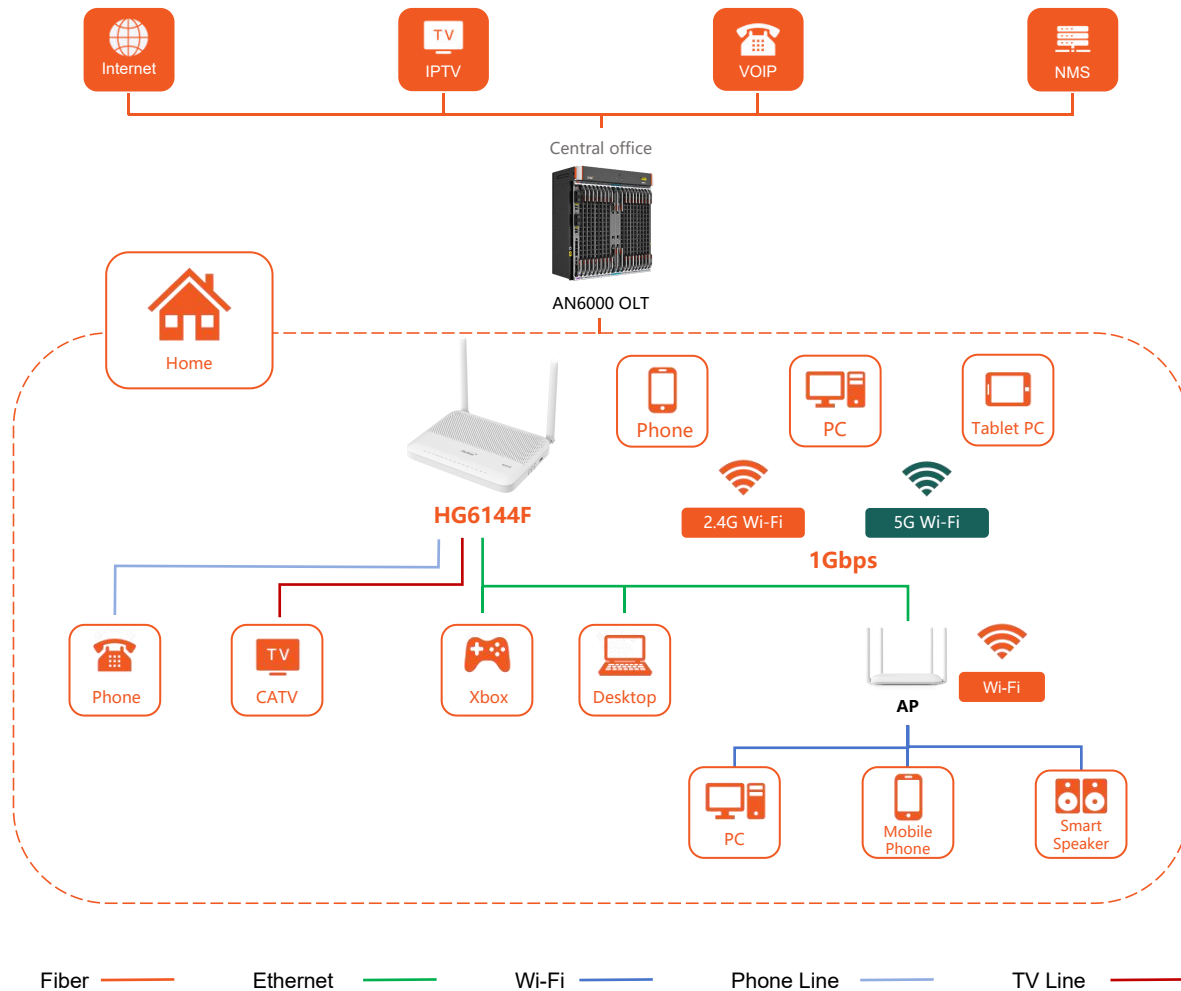 Internet
TV
IPTV
VOIP
NMS
Central office
AN6000 OLT
Home
Phone
PC
Tablet PC
HG6144F
2.4G Wi-Fi
5G Wi-Fi
1Gbps
Phone
TV
CATV
Xbox
Desktop
AP
Wi-Fi
PC
Mobile
Phone
Smart
Speaker
Fiber
Ethernet
Wi-Fi
Phone Line
TV Line